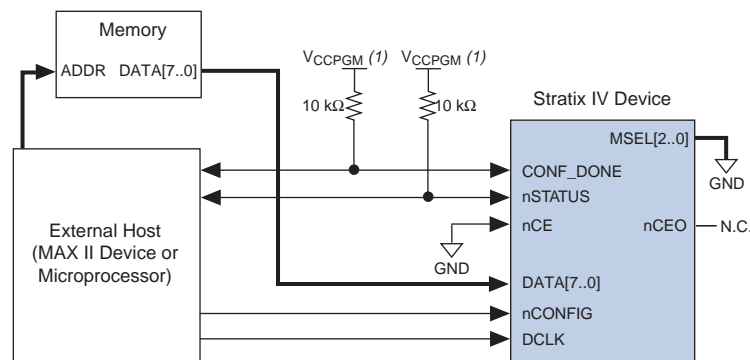 Memory
ADDR DATA[7..0]
VCCPGM (1)
VCCPGM (1)
10 kΩ
10 kΩ
Stratix IV Device
MSEL[2..0]
GND
CONF_DONE
nSTATUS
nCE
nCEO
N.C.
GND
External Host
(MAX II Device or
Microprocessor)
DATA[7..0]
nCONFIG
DCLK